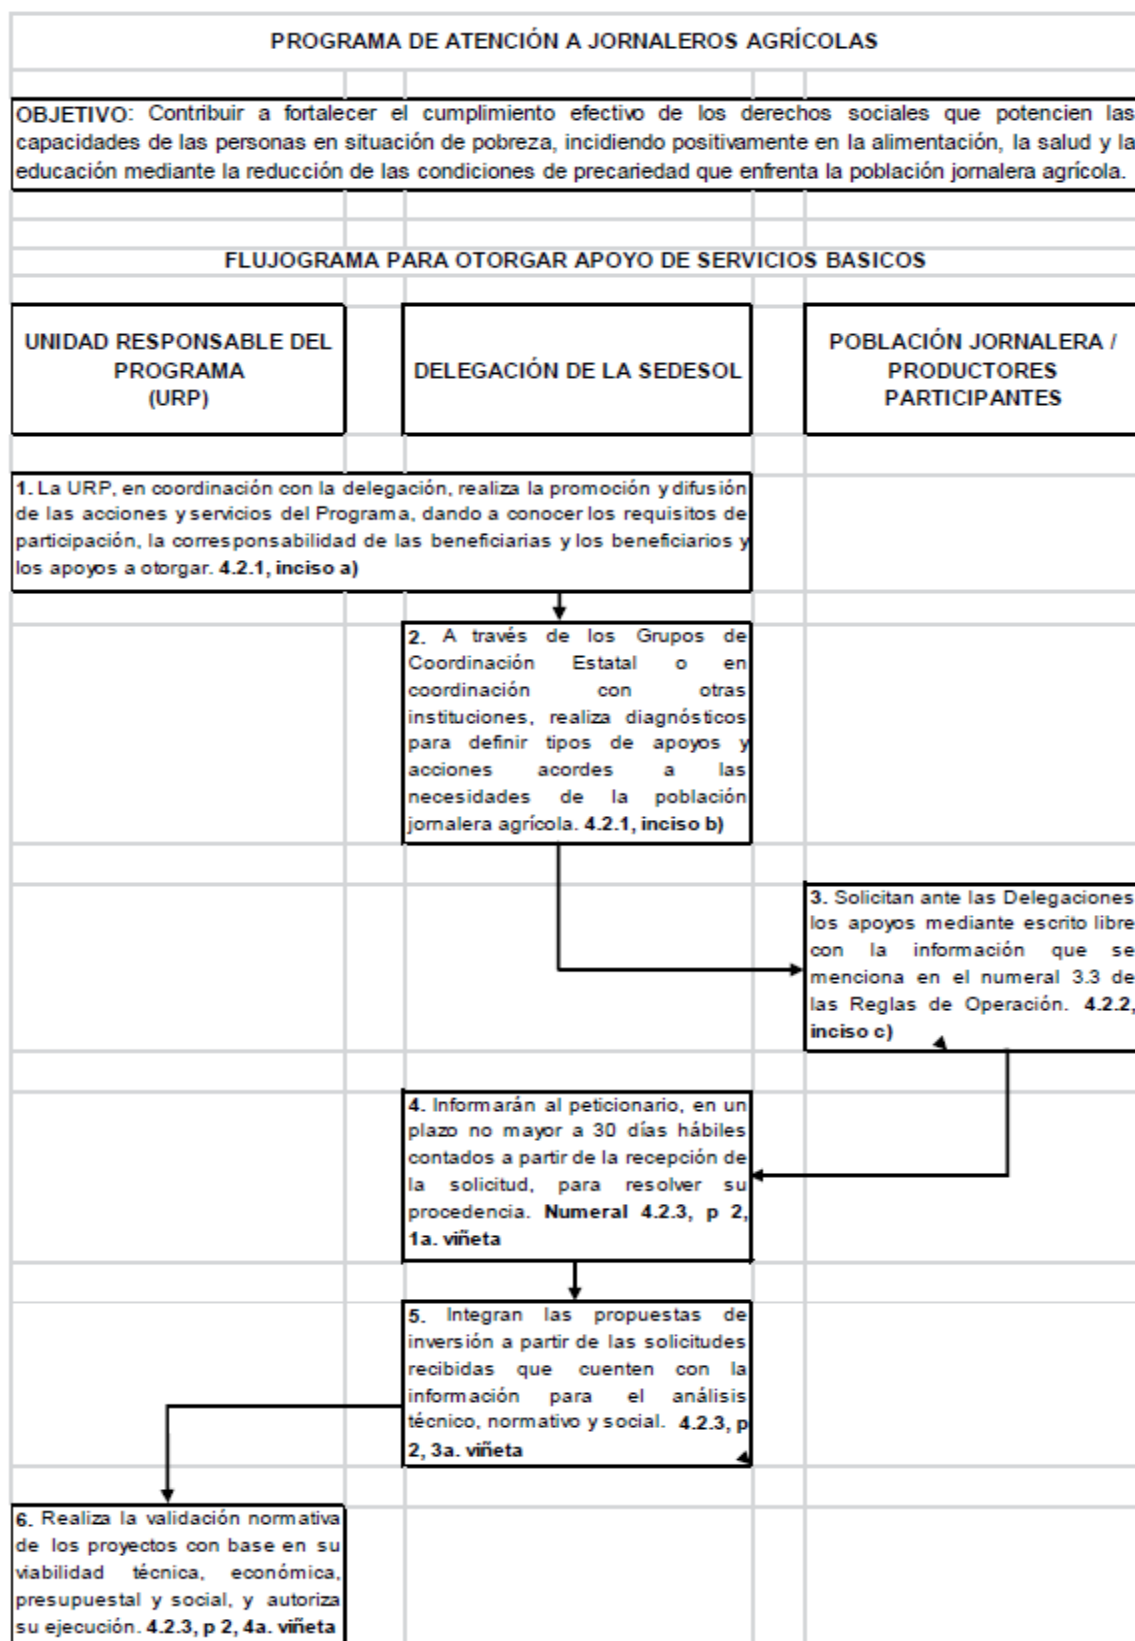 PROGRAMA DE ATENCIÓN A JORNALEROS AGRÍCOLAS
OBJETIVO: Contribuir a fortalecer el cumplimiento efectivo de los derechos sociales que potencien las
capacidades de las personas en situación de pobreza, incidiendo positivamente en la alimentación, la salud y la
educación mediante la reducción de las condiciones de precariedad que enfrenta la población jornalera agrícola.
FLUJOGRAMA PARA OTORGAR APOYO DE SERVICIOS BASICOS
UNIDAD RESPONSABLE DEL
PROGRAMA
(URP)
DELEGACIÓN DE LA SEDESOL
POBLACIÓN JORNALERA /
PRODUCTORES
PARTICIPANTES
1. La URP, en coordinación con la delegación, realiza la promoción y difusión
de las acciones y servicios del Programa, dando a conocer los requisitos de
participación, la corresponsabilidad de las beneficiarias y los beneficiarios y
los apoyos a otorgar. 4.2.1, inciso a)
2. A través de los Grupos de
Coordinación Estatal o en
coordinación con otras
instituciones, realiza diagnósticos
para definir tipos de apoyos y
acciones acordes a las
necesidades de la población
jornalera agrícola. 4.2.1, inciso b)
3. Solicitan ante las Delegaciones
los apoyos mediante escrito libre
con la información que se
menciona en el numeral 3.3 de
las Reglas de Operación. 4.2.2,
inciso c)
4. Informarán al peticionario, en un
plazo no mayor a 30 días hábiles
contados a partir de la recepción de
la solicitud, para resolver su
procedencia. Numeral 4.2.3, p 2,
1a. viñeta
5. Integran las propuestas de
inversión a partir de las solicitudes
recibidas que cuenten con la
información para el análisis
técnico, normativo y social. 4.2.3, p
2, 3a. viñeta
6. Realiza la validación normativa
de los proyectos con base en su
viabilidad técnica, económica,
presupuestal y social, y autoriza
su ejecución. 4.2.3, p 2, 4a. viñeta